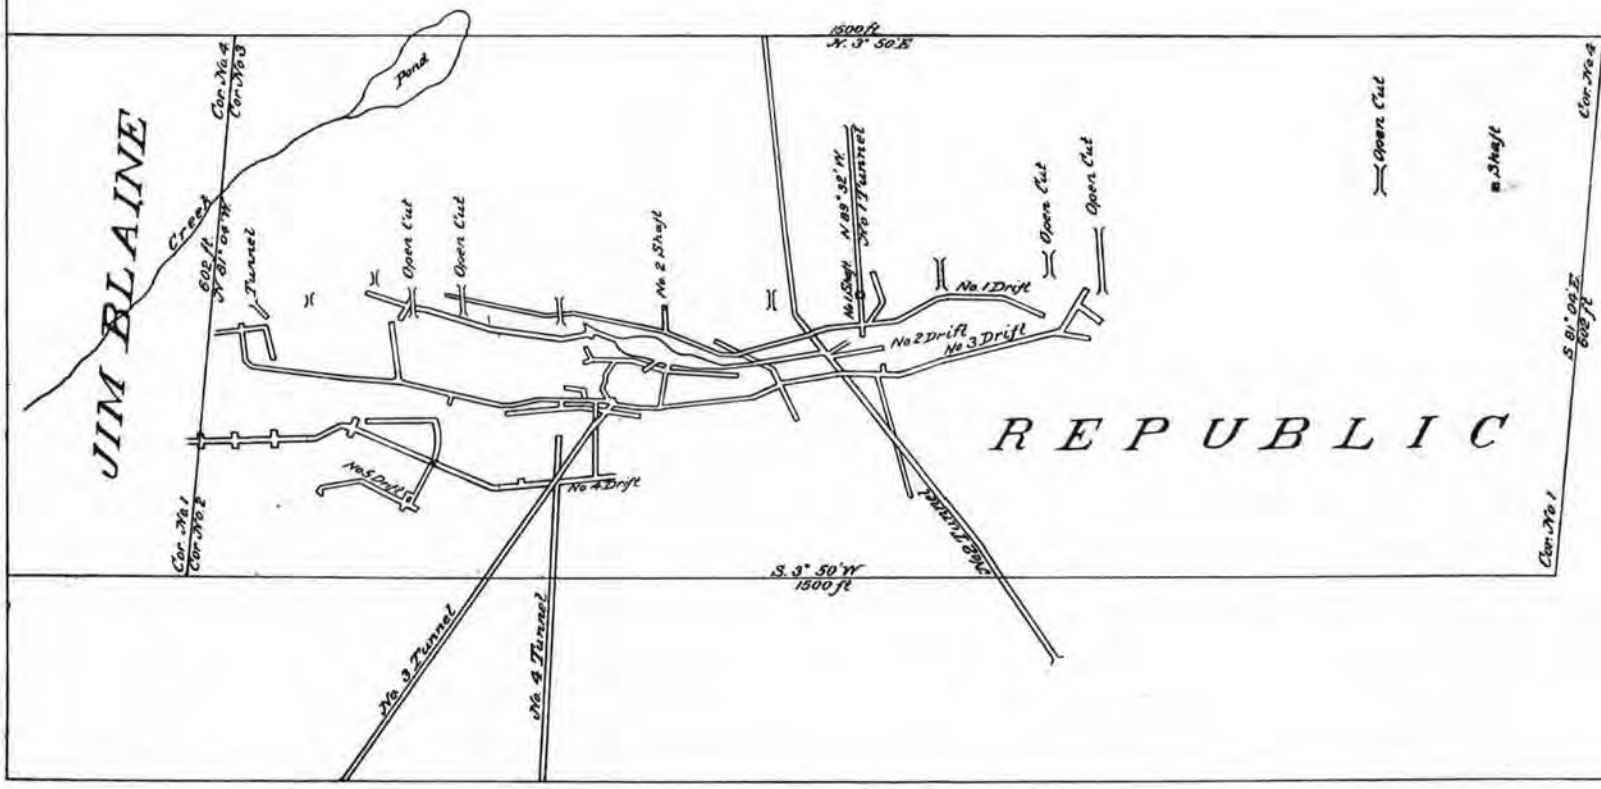 1500 ft
N. 3° 50' E
Cor. No. 4
Cor. No 3
Pond
Cor. No 4
Open Cut
Shaft
JIM BLAINE
Creek
602 ft.
N 81° 04' W
Tunnel
Open Cut
Open Cut
No. 2 Shaft
No 1 Shaft
N 89° 32' W.
No 1 Tunnel
Open Cut
Open Cut
No. 1 Drift
No 2 Drift
No 3 Drift
S 81° 04' E
602 ft
REPUBLIC
No 5 Drift
No 4 Drift
No 2 Tunnel
Cor. No. 1
Cor No. 2
Cor. No. 1
S. 3° 50' W
1500 ft
No. 3 Tunnel
No. 4 Tunnel